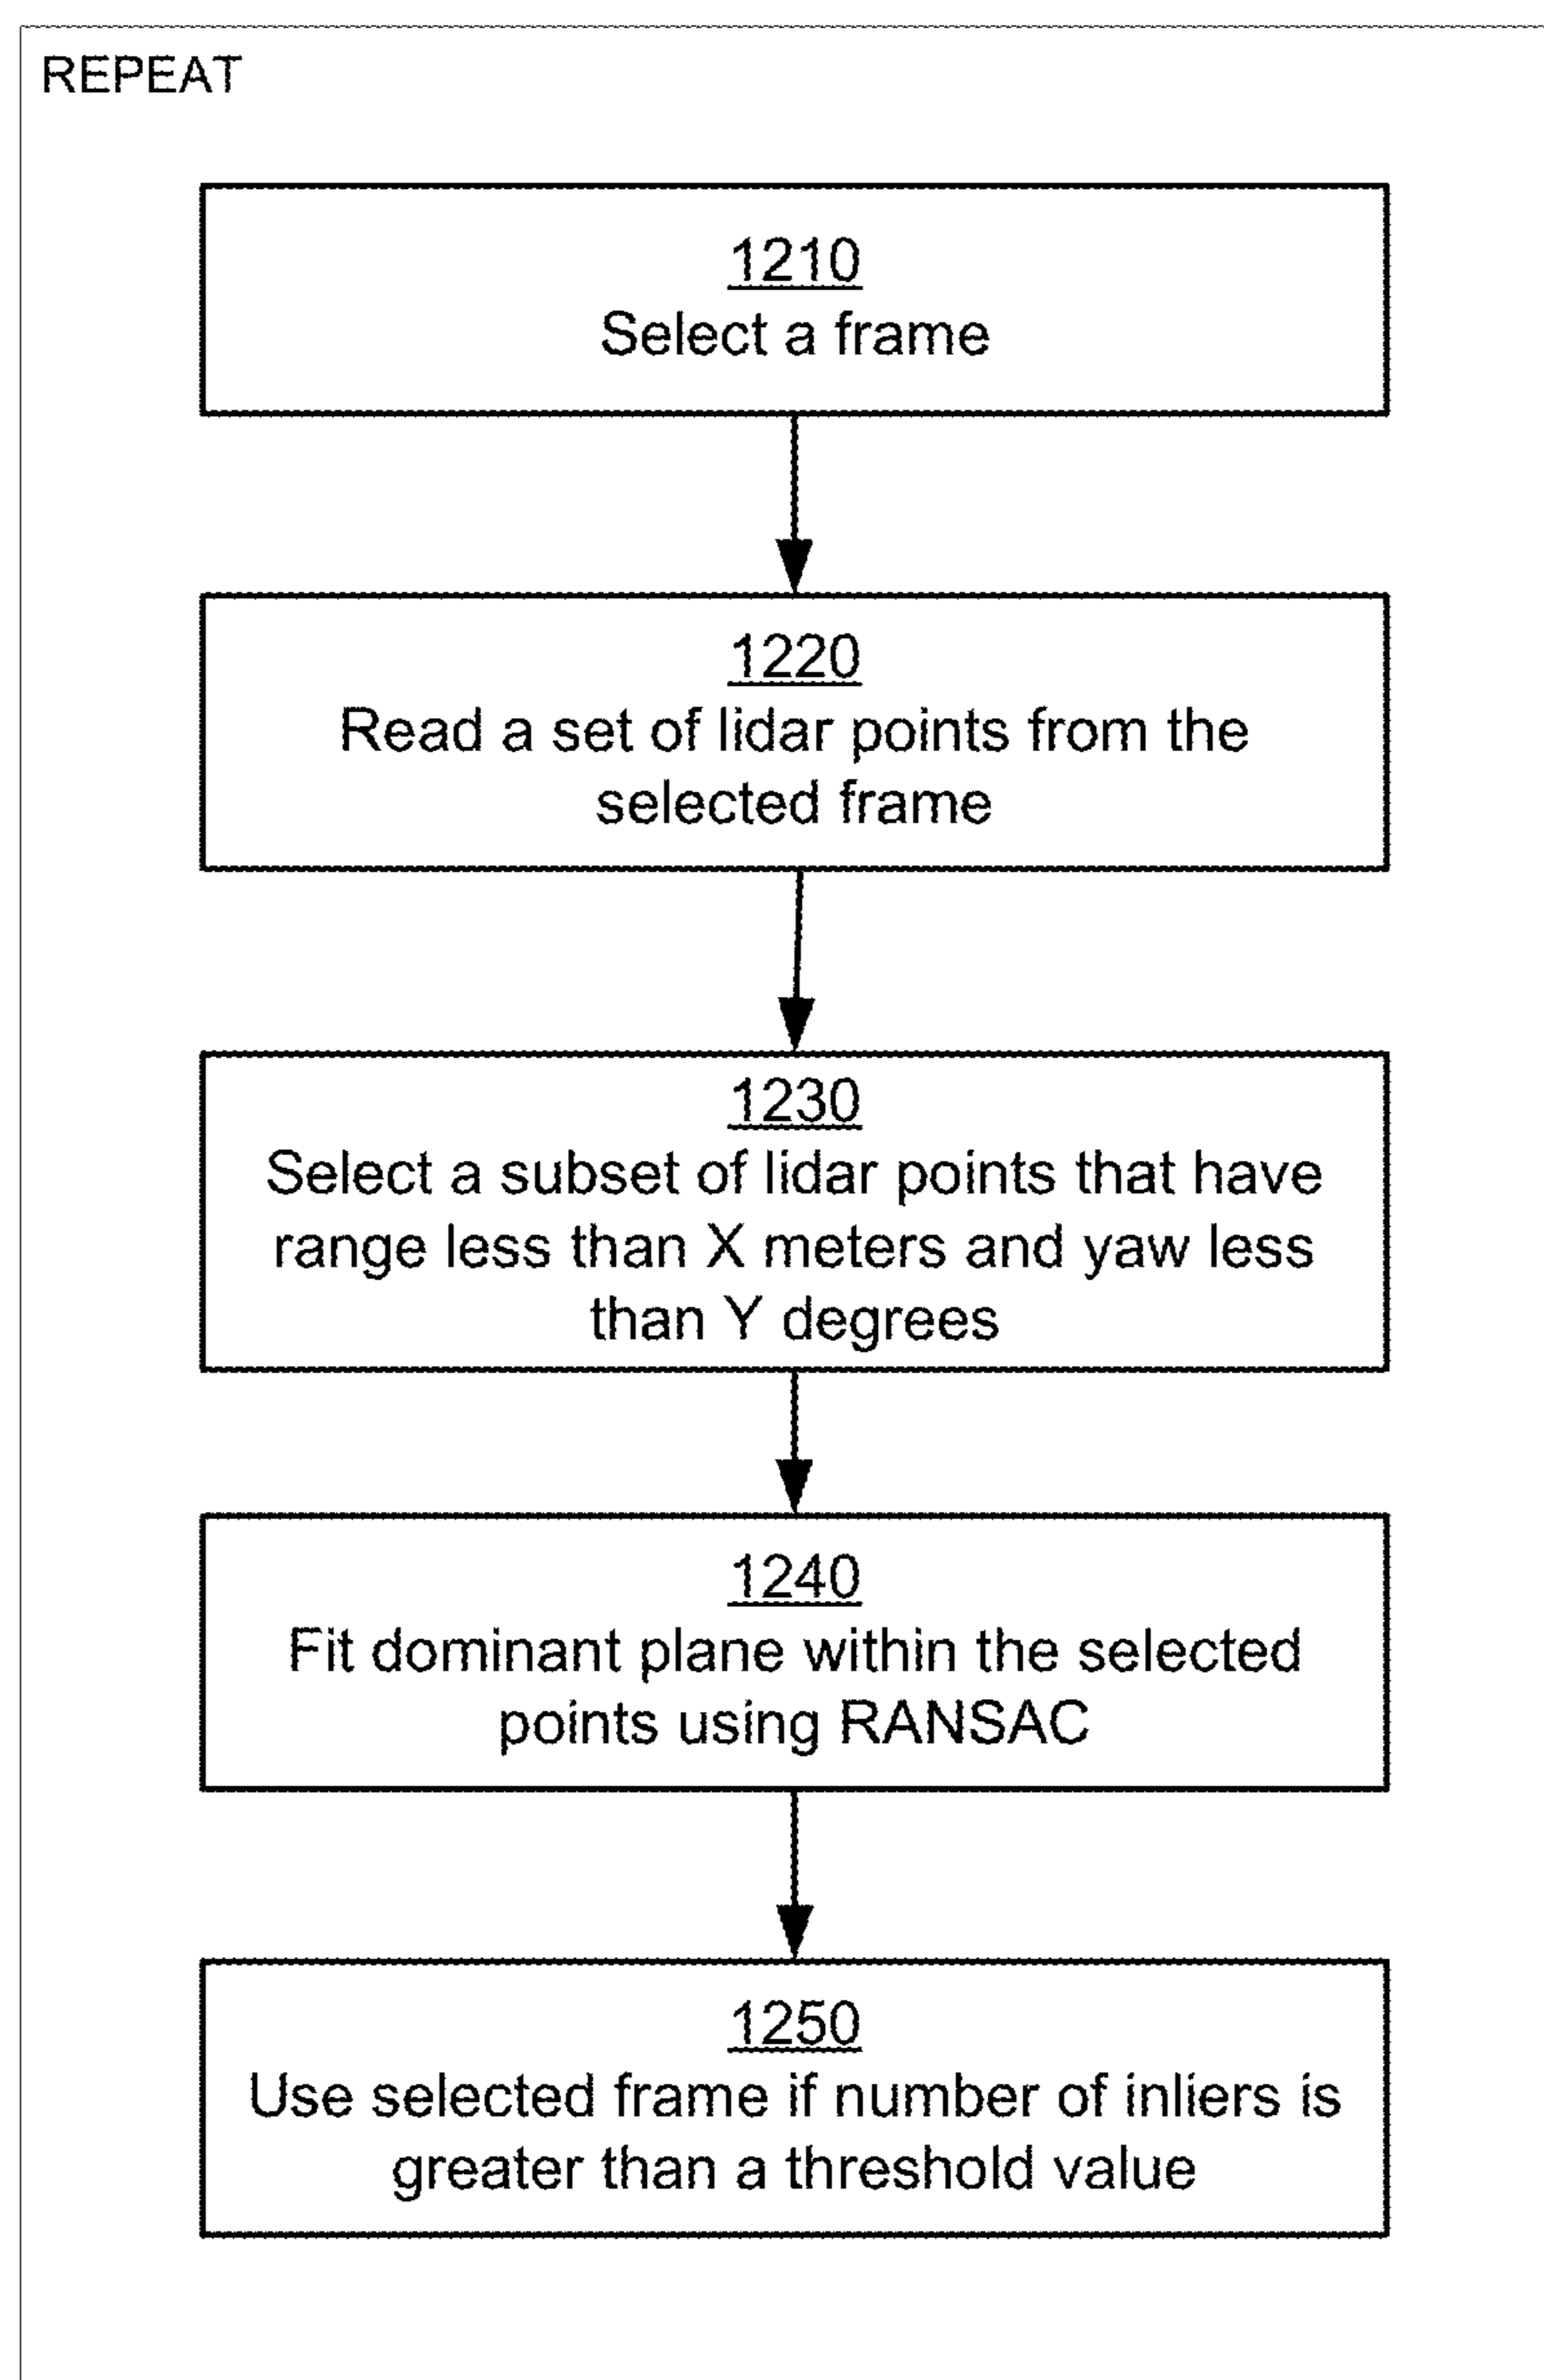 REPEAT
1210
Select a frame
1220
Read a set of lidar points from the
selected frame
1230
Select a subset of lidar points that have
range less than X meters and yaw less
than Y degrees
1240
Fit dominant plane within the selected
points using RANSAC
1250
Use selected frame if number of inliers is
greater than a threshold value